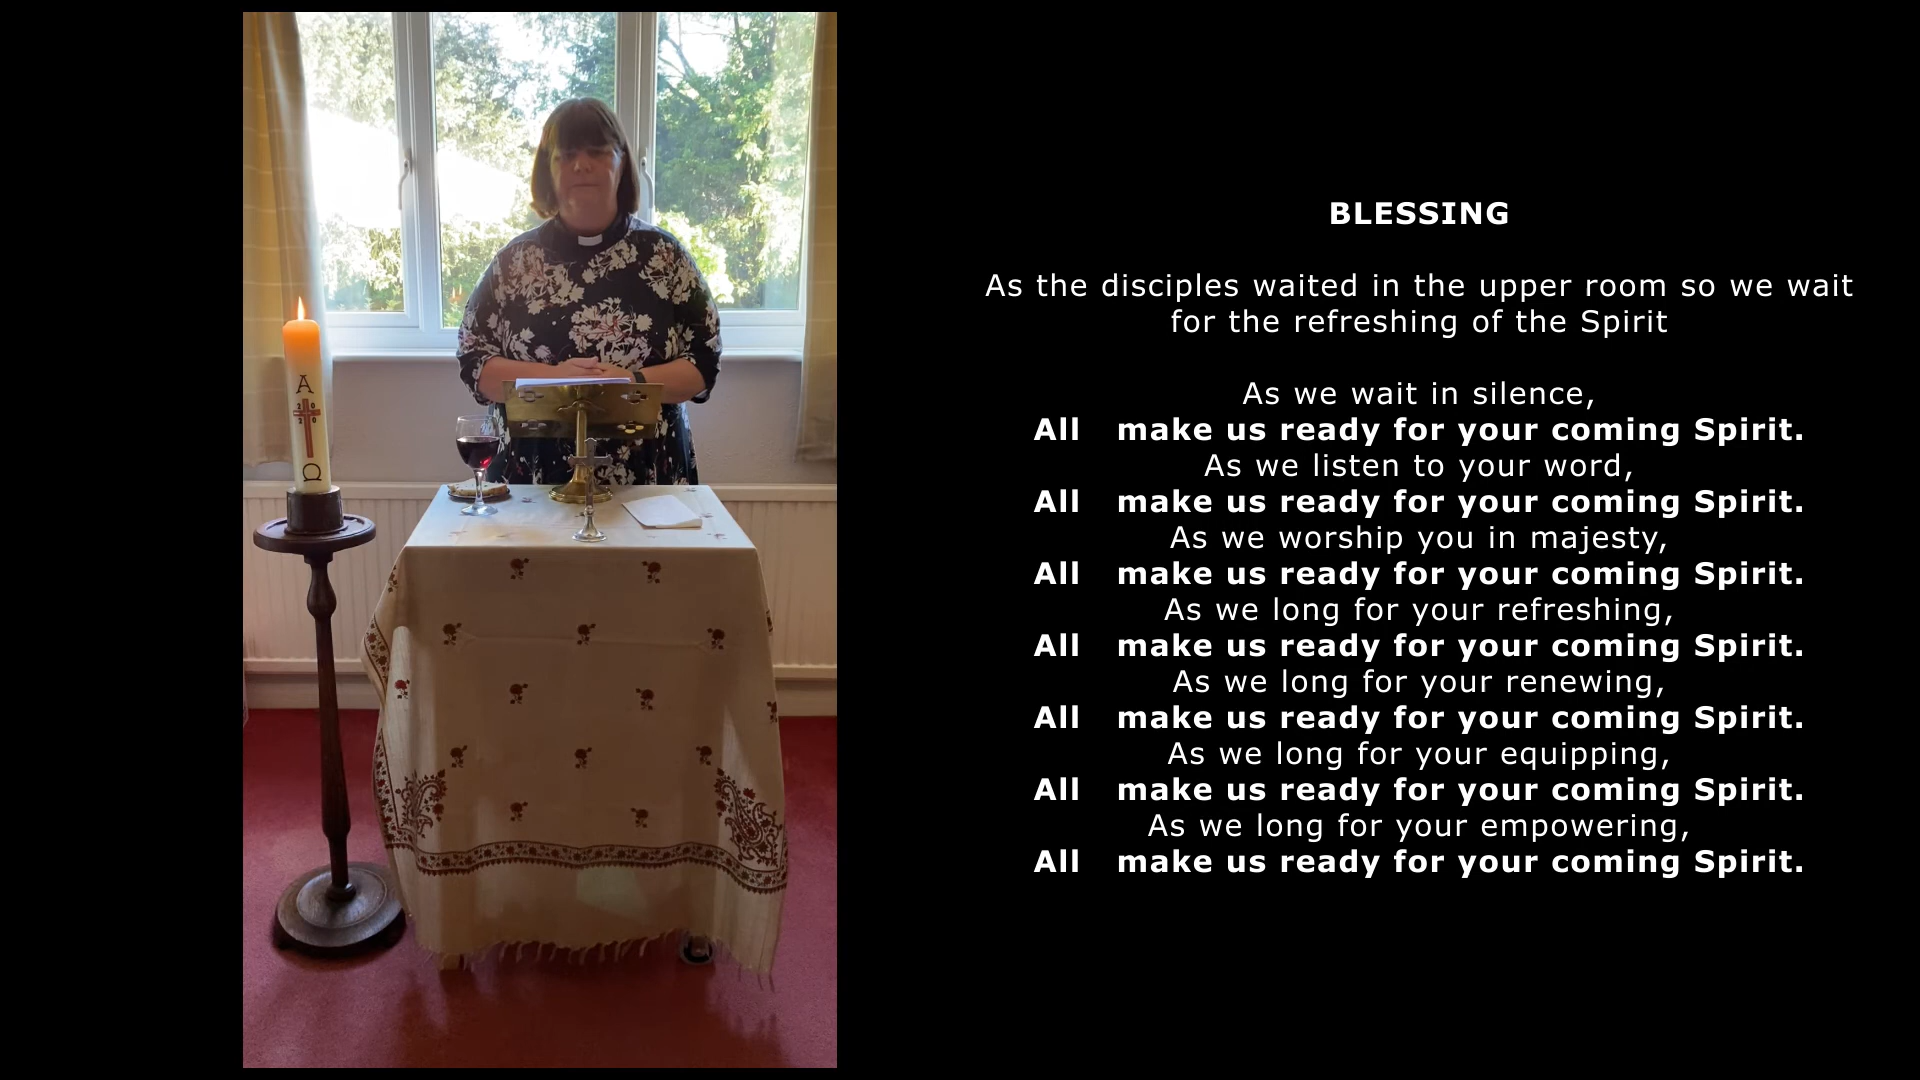 A
20
20
Ω
BLESSING
As the disciples waited in the upper room so we wait
for the refreshing of the Spirit
As we wait in silence,
All make us ready for your coming Spirit.
As we listen to your word,
All make us ready for your coming Spirit.
As we worship you in majesty,
All make us ready for your coming Spirit.
As we long for your refreshing,
All make us ready for your coming Spirit.
As we long for your renewing,
All make us ready for your coming Spirit.
As we long for your equipping,
All make us ready for your coming Spirit.
As we long for your empowering,
All make us ready for your coming Spirit.